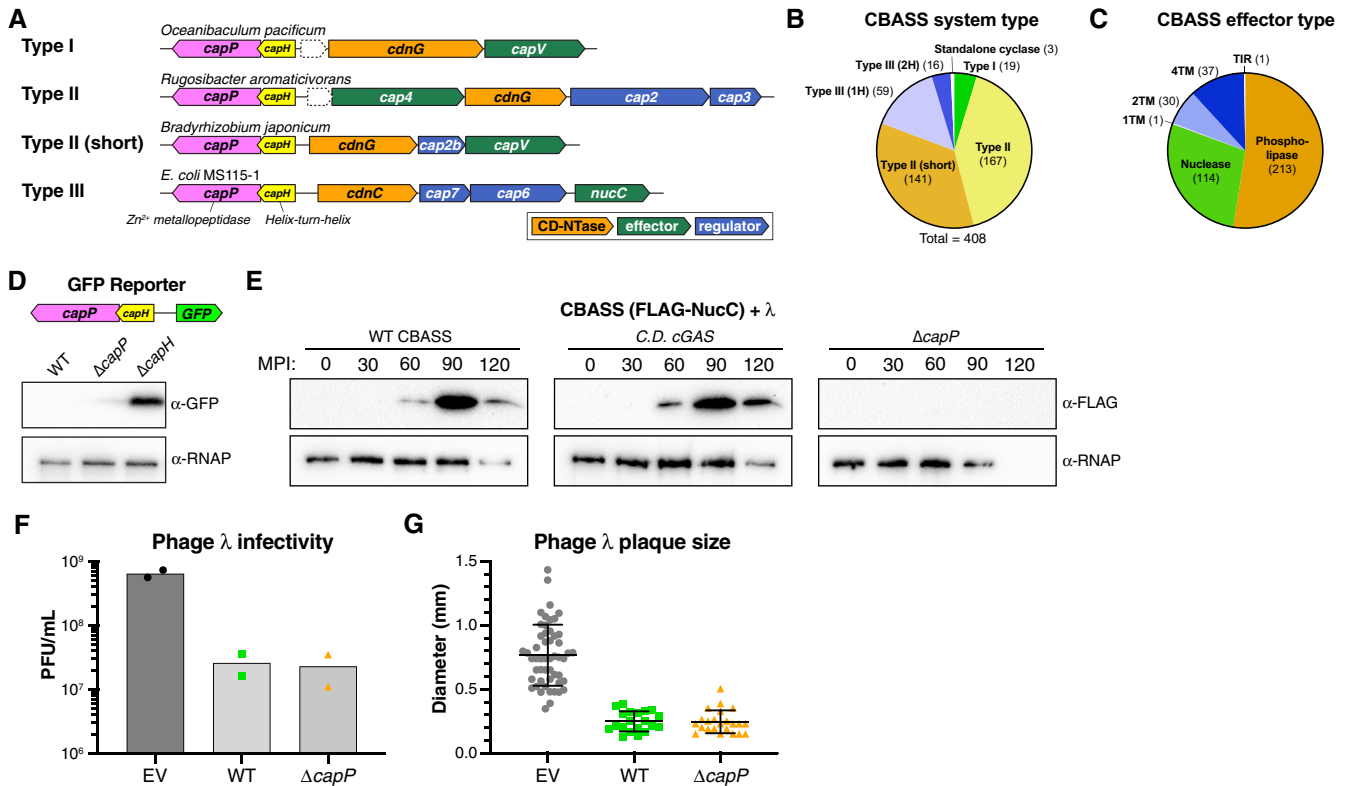 A
Type I
Oceanibaculum pacificum
capP capH cdnG capV
Type II
Rugosibacter aromaticivorans
capP capH cap4 cdnG cap2 cap3
Type II (short)
Bradyrhizobium japonicum
capP capH cdnG cap2b capV
Type III
E. coli MS115-1
capP capH cdnC cap7 cap6 nucC
Zn2+ metallopeptidase Helix-turn-helix
CD-NTase effector regulator
B
CBASS system type
Standalone cyclase (3)
Type III (2H) (16)
Type I (19)
Type III (1H) (59)
Type II
(167)
Type II (short)
(141)
Total = 408
C
CBASS effector type
TIR (1)
4TM (37)
2TM (30)
1TM (1)
Phospho-
lipase
(213)
Nuclease
(114)
D
GFP Reporter
capP capH GFP
WT ΔcapP ΔcapH
α-GFP
α-RNAP
E
CBASS (FLAG-NucC) + λ
WT CBASS C.D. cGAS ΔcapP
MPI: 0 30 60 90 120 0 30 60 90 120 0 30 60 90 120
α-FLAG
α-RNAP
F
Phage λ infectivity
PFU/mL
10⁹
10⁸
10⁷
10⁶
EV WT ΔcapP
G
Phage λ plaque size
Diameter (mm)
1.5
1.0
0.5
0.0
EV WT ΔcapP